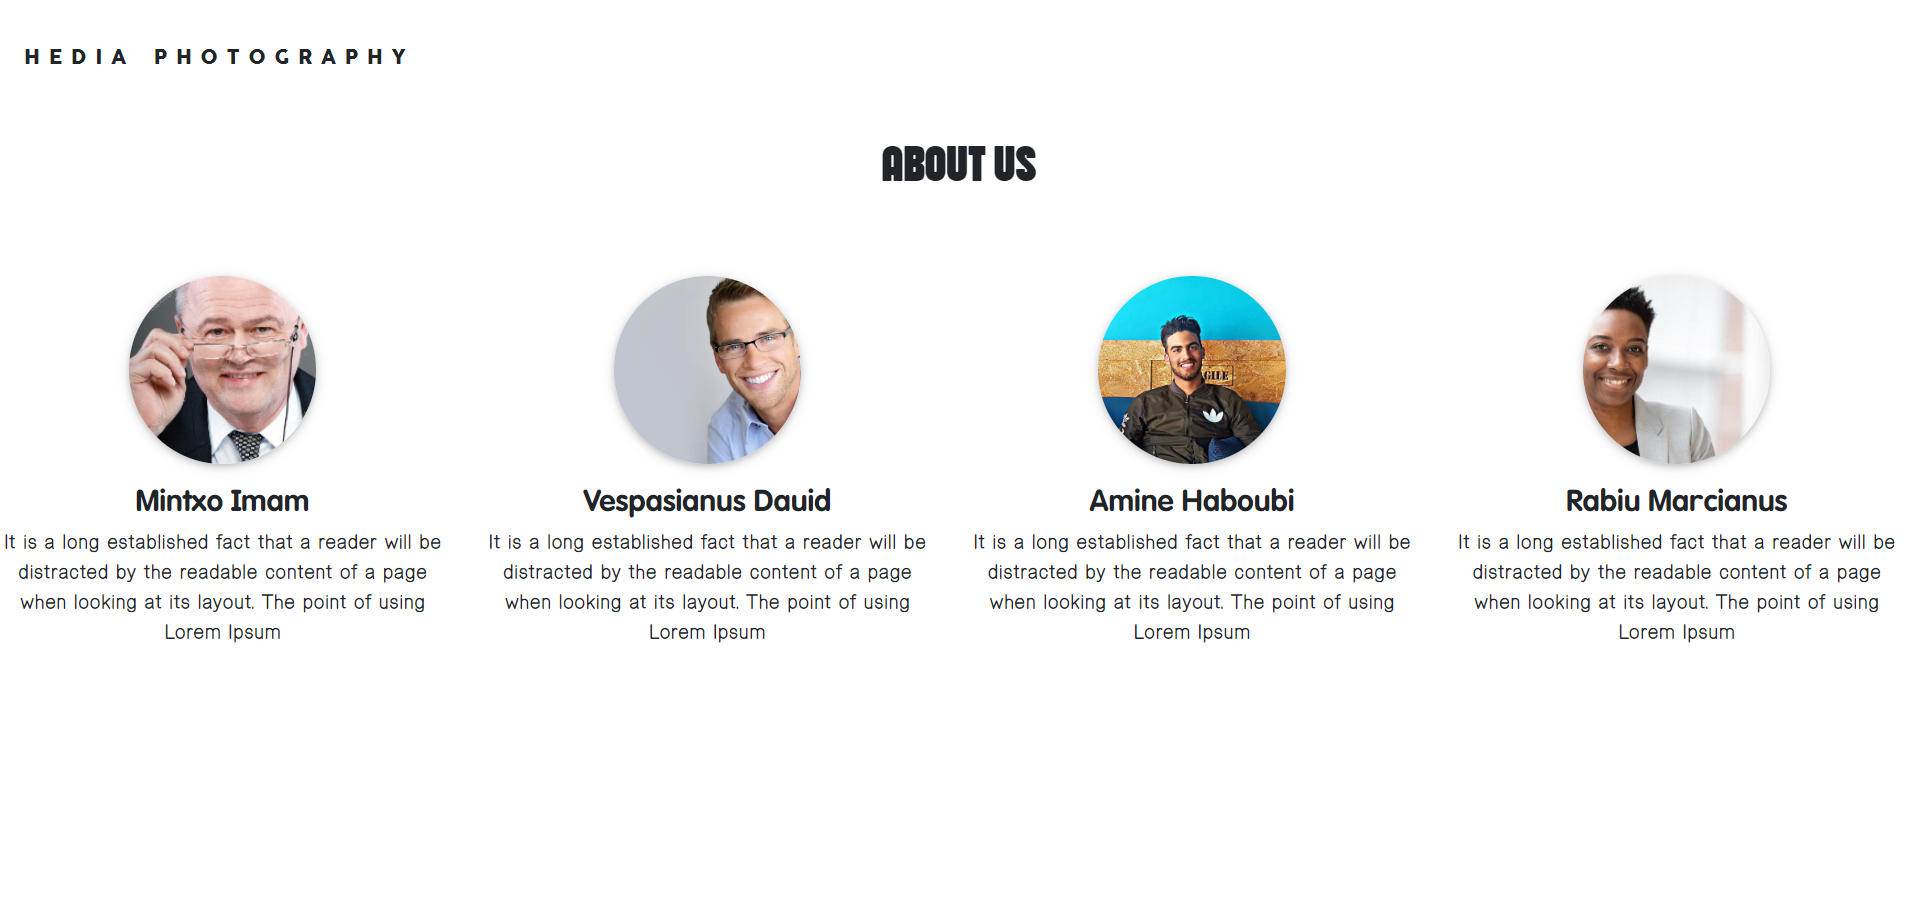 HEDIA PHOTOGRAPHY
ABOUT US
GILE
Mintxo Imam
It is a long established fact that a reader will be
distracted by the readable content of a page
when looking at its layout. The point of using
Lorem Ipsum
Vespasianus Dauid
It is a long established fact that a reader will be
distracted by the readable content of a page
when looking at its layout. The point of using
Lorem Ipsum
Amine Haboubi
It is a long established fact that a reader will be
distracted by the readable content of a page
when looking at its layout. The point of using
Lorem Ipsum
Rabiu Marcianus
It is a long established fact that a reader will be
distracted by the readable content of a page
when looking at its layout. The point of using
Lorem Ipsum